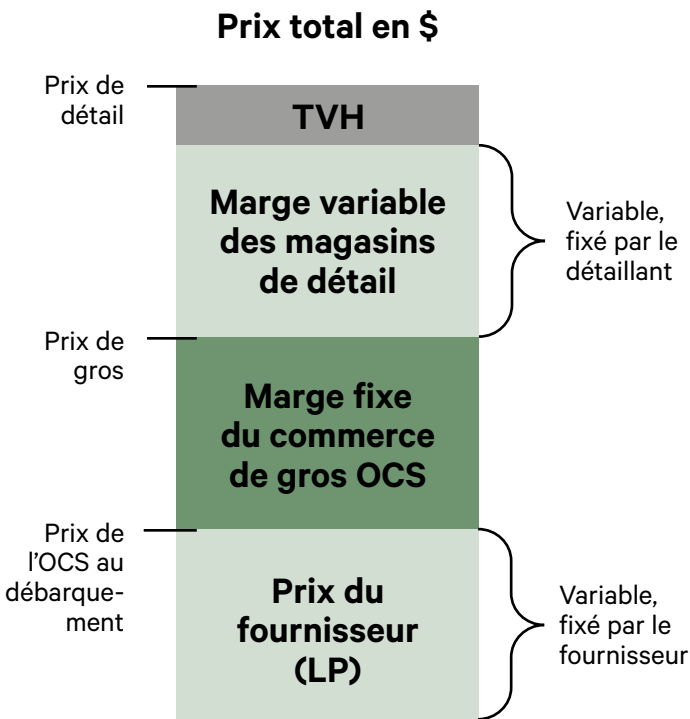 Prix total en $
Prix de
détail
TVH
Marge variable
des magasins
de détail
Variable,
fixé par le
détaillant
Prix de
gros
Marge fixe
du commerce
de gros OCS
Prix de
l'OCS au
débarque-
ment
Prix du
fournisseur
(LP)
Variable,
fixé par le
fournisseur